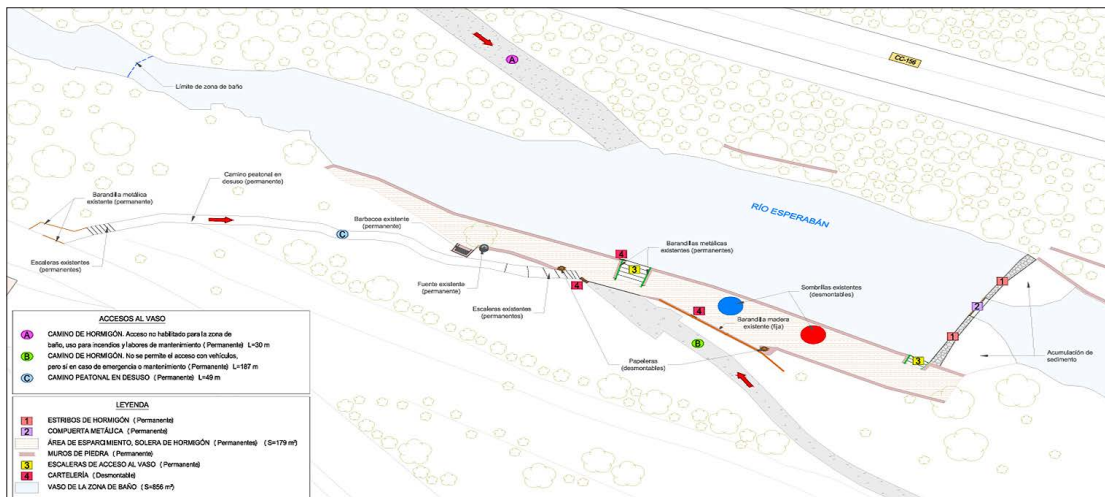 CC-156
A
Límite de zona de baño
Camino peatonal en
desuso (permanente)
Barandilla metálica
existente (permanente)
RÍO ESPERABÁN
Barbacoa existente
(permanente)
C
Barandillas metálicas
existentes (permanentes)
4
3
1
Escaleras existentes
(permanentes)
Fuente existente
(permanente)
4
Sombrillas existentes
(desmontables)
2
Escaleras existentes
(permanentes)
4
Barandilla madera
existente (fija)
1
B
Papeleras
(desmontables)
3
Acumulación de
sedimento
ACCESOS AL VASO
A CAMINO DE HORMIGÓN. Acceso no habilitado para la zona de
baño, uso para incendios y labores de mantenimiento (Permanente) L=30 m
B CAMINO DE HORMIGÓN. No se permite el acceso con vehículos,
pero sí en caso de emergencia o mantenimiento (Permanente) L=187 m
C CAMINO PEATONAL EN DESUSO (Permanente) L=49 m
LEYENDA
1 ESTRIBOS DE HORMIGÓN (Permanente)
2 COMPUERTA METÁLICA (Permanente)
ÁREA DE ESPARCIMIENTO, SOLERA DE HORMIGÓN (Permanentes) (S=179 m²)
MUROS DE PIEDRA (Permanente)
3 ESCALERAS DE ACCESO AL VASO (Permanente)
4 CARTELERÍA (Desmontable)
VASO DE LA ZONA DE BAÑO (S=856 m²)